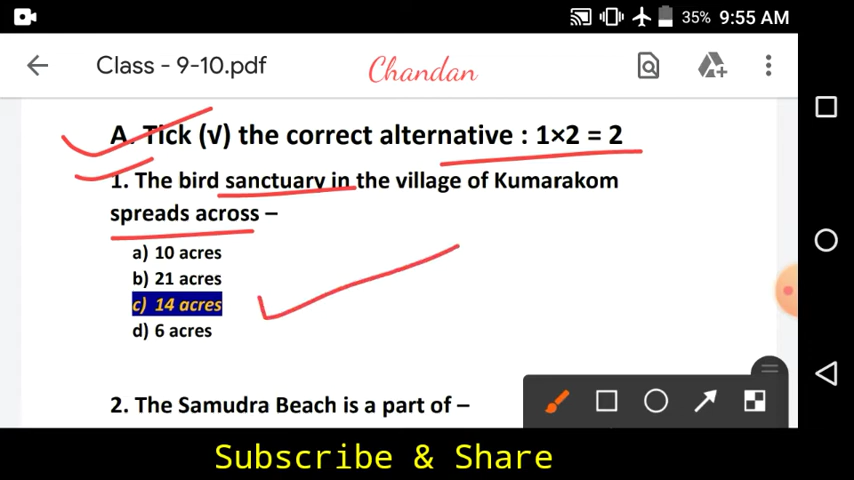 35% 9:55 AM
Class - 9-10.pdf
Chandan
A. Tick (√) the correct alternative : 1×2 = 2
1. The bird sanctuary in the village of Kumarakom
spreads across –
a) 10 acres
b) 21 acres
c) 14 acres
d) 6 acres
2. The Samudra Beach is a part of –
Subscribe & Share